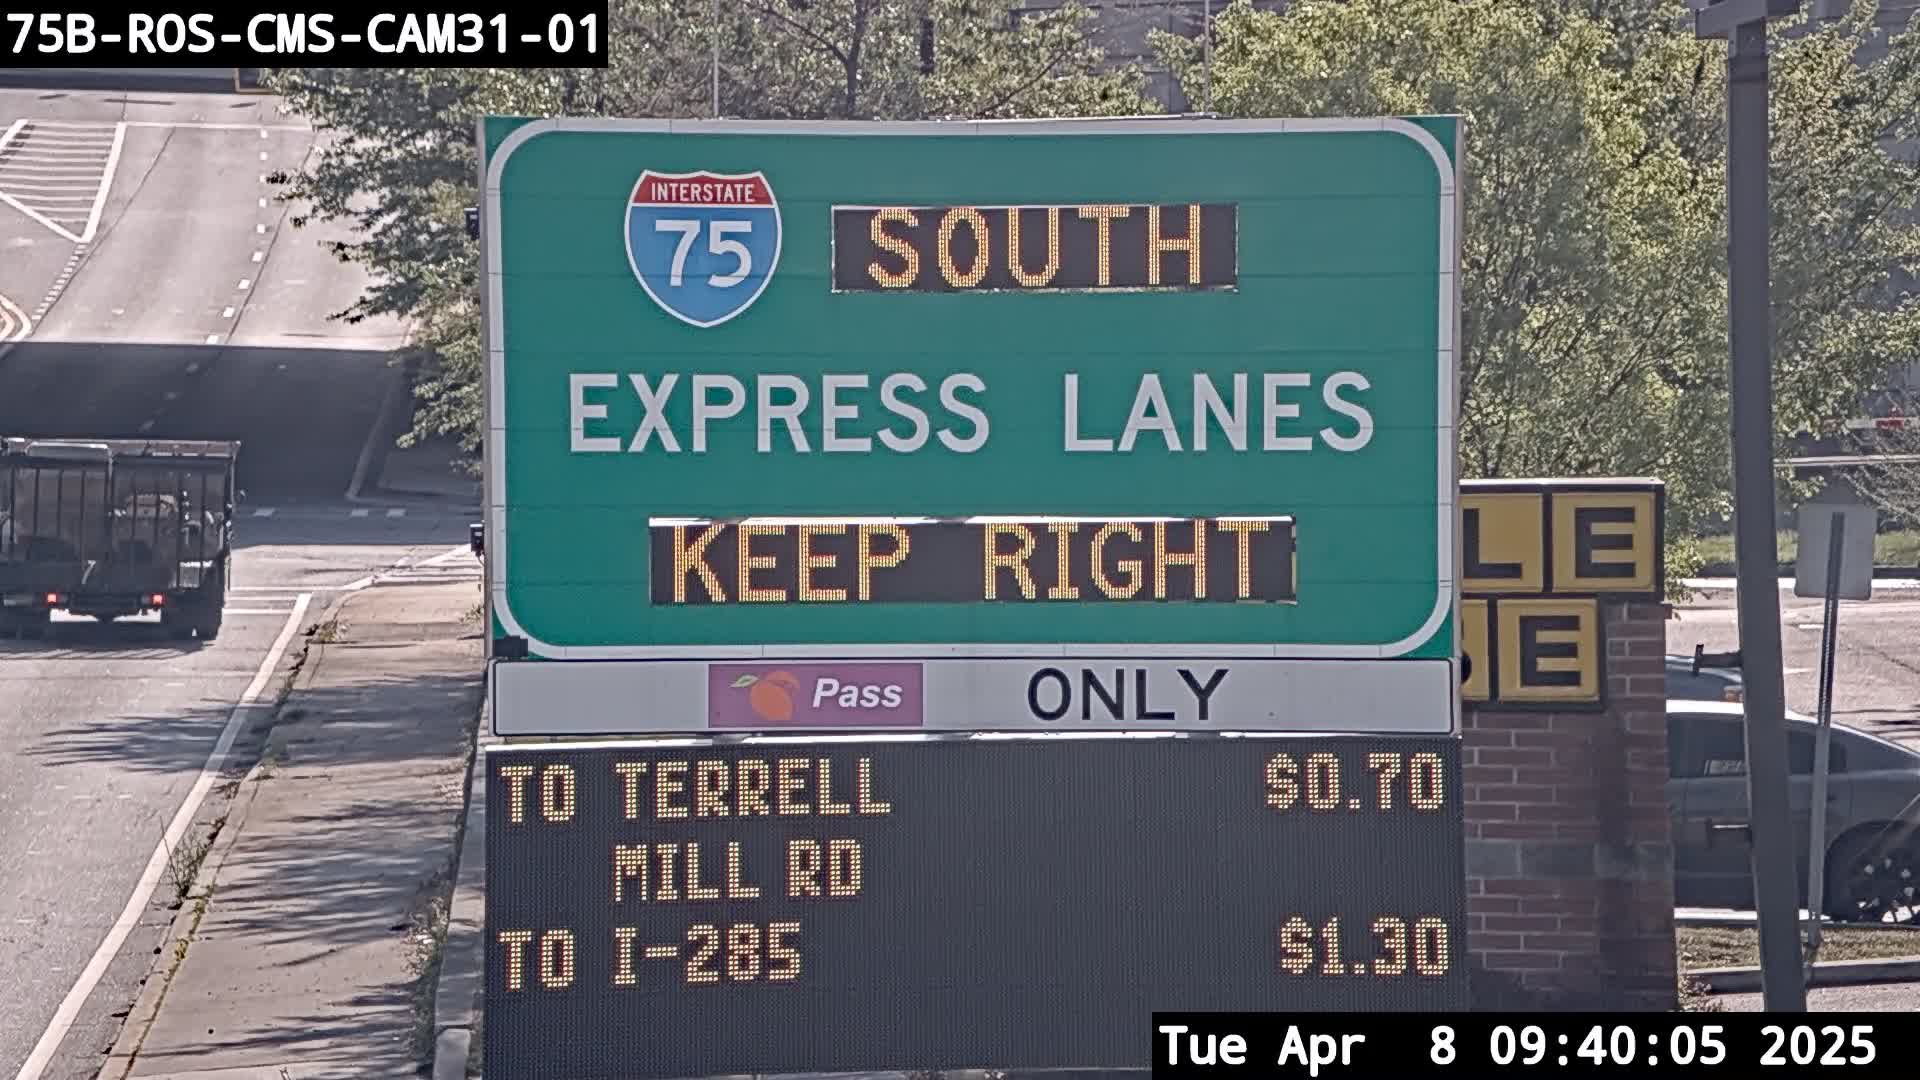 75B-ROS-CMS-CAM31-01
INTERSTATE
75
SOUTH
EXPRESS LANES
KEEP RIGHT
Pass ONLY
TO TERRELL $0.70
MILL RD
TO I-285 $1.30
LE
E
Tue Apr 8 09:40:05 2025